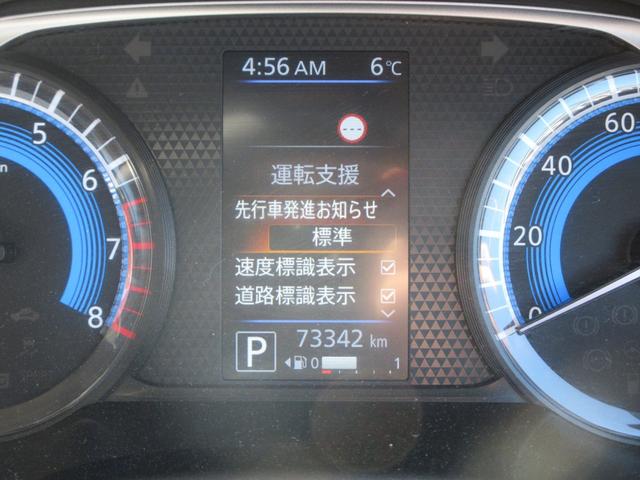 4:56 AM 6℃
---
運転支援
先行車発進お知らせ
標準
速度標識表示
道路標識表示
73342 km
P
0 1
5
6
7
8
0
20
40
60